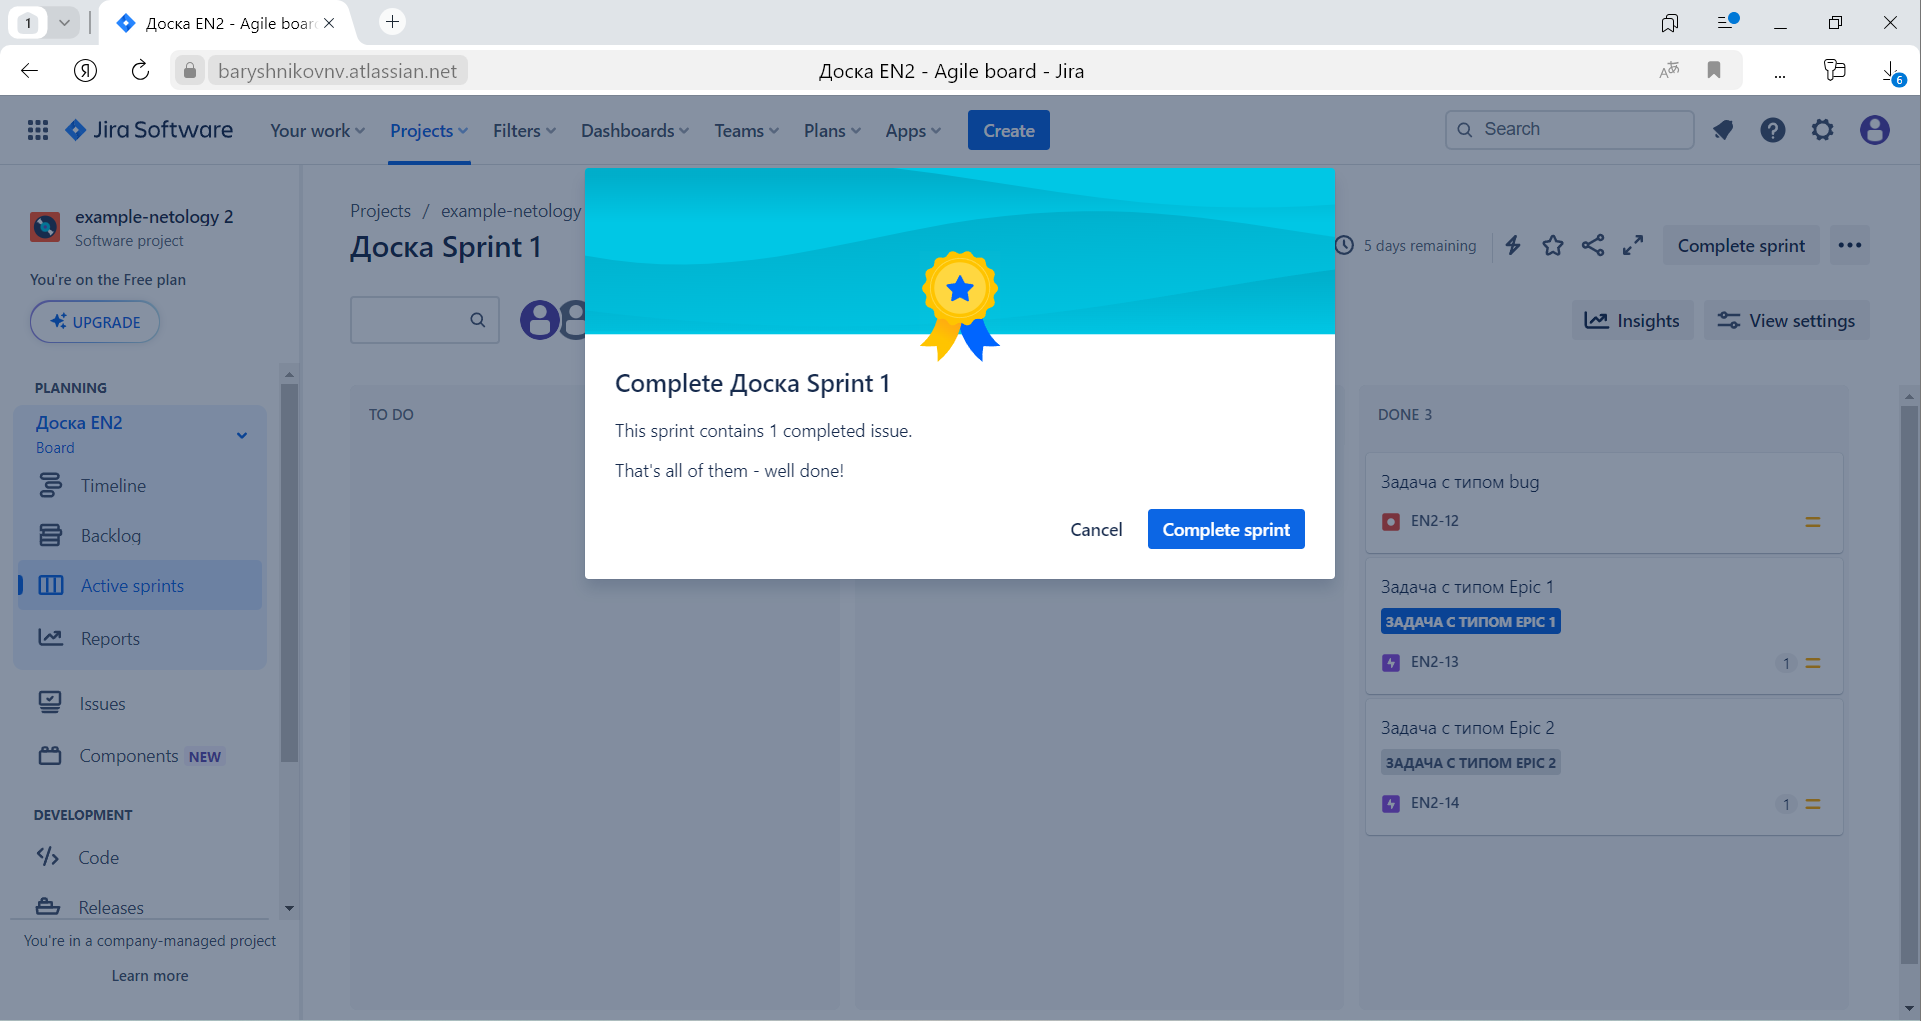 1
Доска EN2 - Agile boar
Я
baryshnikovnv.atlassian.net
Доска EN2 - Agile board - Jira
...
6
Jira Software
Your work
Projects
Filters
Dashboards
Teams
Plans
Apps
Create
Search
example-netology 2
Software project
You're on the Free plan
UPGRADE
PLANNING
Доска EN2
Board
Timeline
Backlog
Active sprints
Reports
Issues
Components NEW
DEVELOPMENT
Code
Releases
You're in a company-managed project
Learn more
Projects / example-netology
Доска Sprint 1
5 days remaining
Complete sprint
Insights
View settings
TO DO
Complete Доска Sprint 1
This sprint contains 1 completed issue.
That's all of them - well done!
Cancel
Complete sprint
DONE 3
Задача с типом bug
EN2-12
Задача с типом Epic 1
ЗАДАЧА С ТИПОМ EPIC 1
EN2-13
1
Задача с типом Epic 2
ЗАДАЧА С ТИПОМ EPIC 2
EN2-14
1